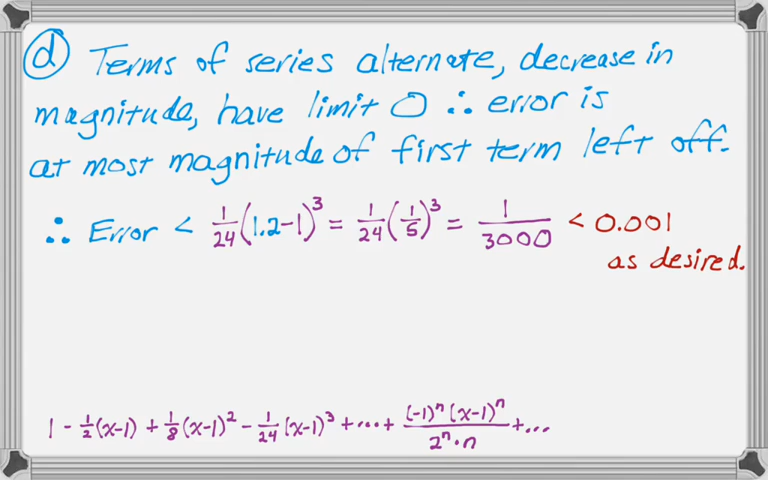 (d) Terms of series alternate, decrease in
magnitude, have limit 0 ∴ error is
at most magnitude of first term left off.
∴ Error < 1/24 (1.2-1)^3 = 1/24 (1/5)^3 = 1/3000 < 0.001
as desired.
1 - 1/2 (x-1) + 1/8 (x-1)^2 - 1/24 (x-1)^3 + ... + (-1)^n (x-1)^n / 2^n · n + ...